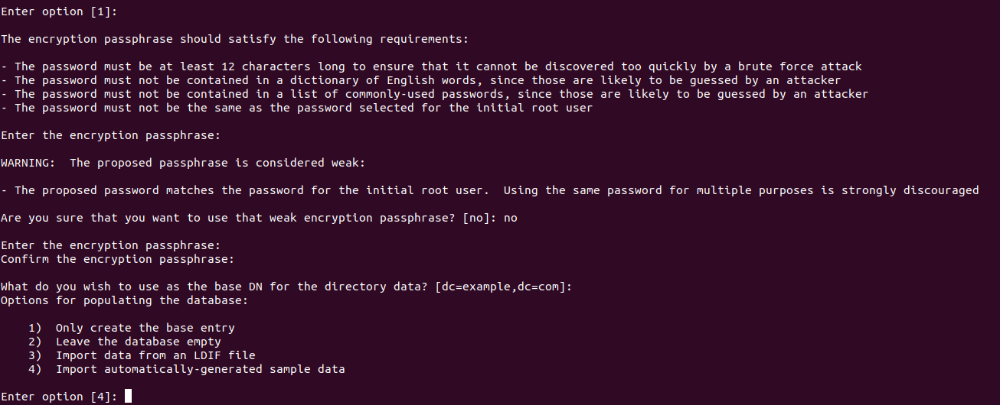 Enter option [1]:
The encryption passphrase should satisfy the following requirements:
- The password must be at least 12 characters long to ensure that it cannot be discovered too quickly by a brute force attack
- The password must not be contained in a dictionary of English words, since those are likely to be guessed by an attacker
- The password must not be contained in a list of commonly-used passwords, since those are likely to be guessed by an attacker
- The password must not be the same as the password selected for the initial root user
Enter the encryption passphrase:
WARNING:  The proposed passphrase is considered weak:
- The proposed password matches the password for the initial root user.  Using the same password for multiple purposes is strongly discouraged
Are you sure that you want to use that weak encryption passphrase? [no]: no
Enter the encryption passphrase:
Confirm the encryption passphrase:
What do you wish to use as the base DN for the directory data? [dc=example,dc=com]:
Options for populating the database:
    1)  Only create the base entry
    2)  Leave the database empty
    3)  Import data from an LDIF file
    4)  Import automatically-generated sample data
Enter option [4]: